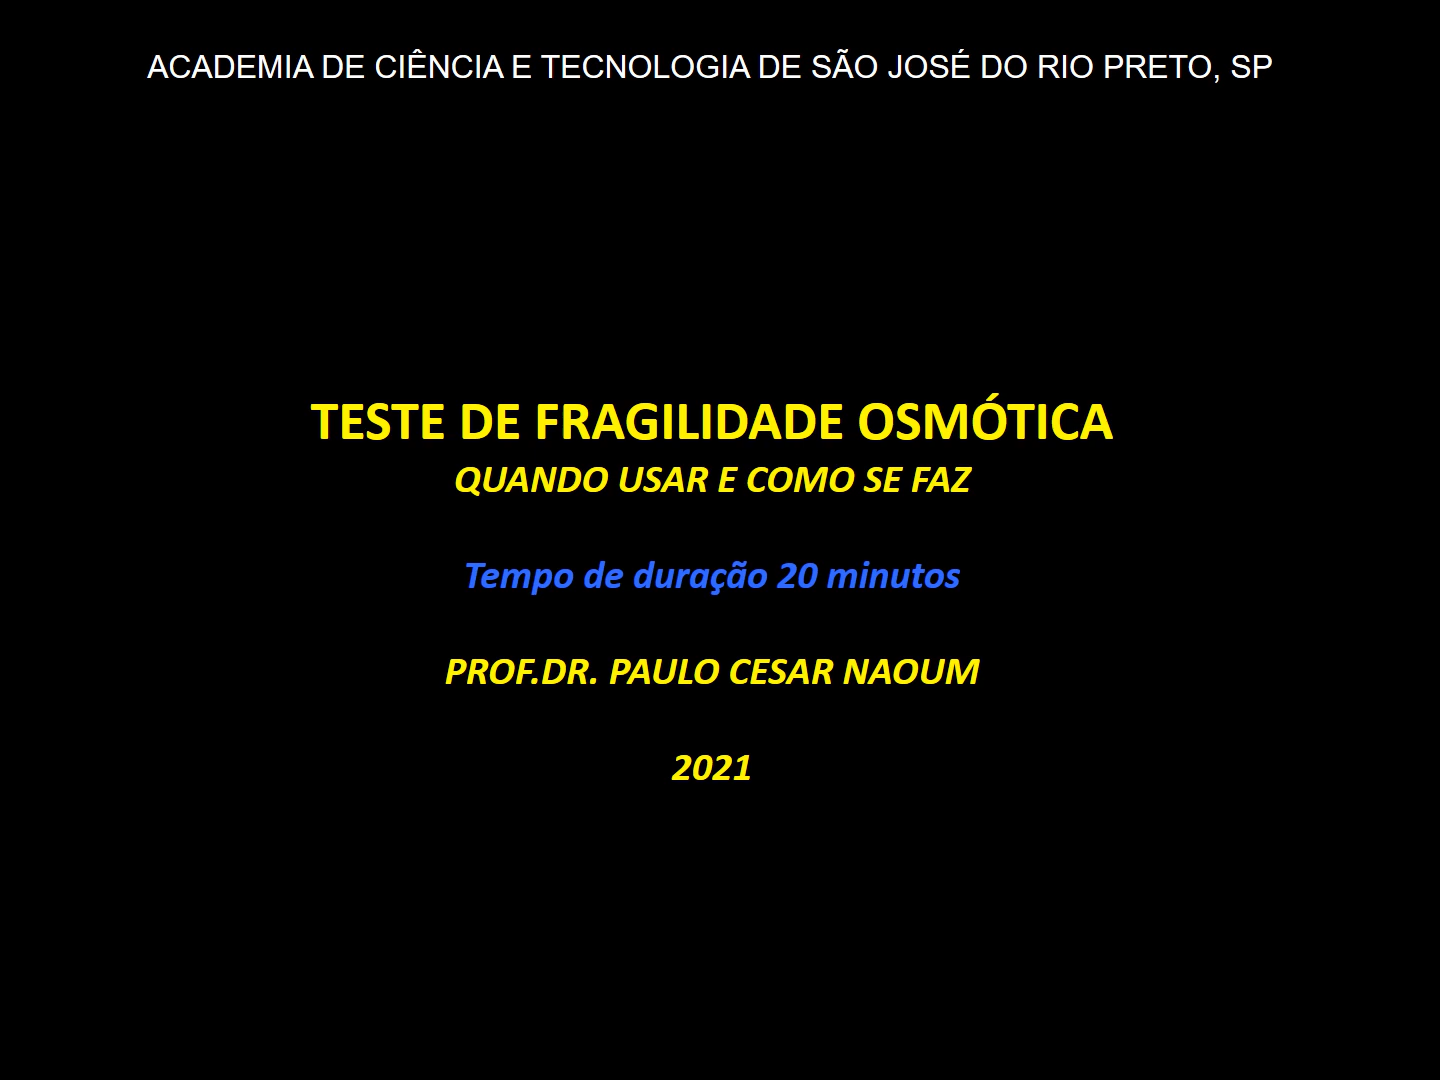 ACADEMIA DE CIÊNCIA E TECNOLOGIA DE SÃO JOSÉ DO RIO PRETO, SP
TESTE DE FRAGILIDADE OSMÓTICA
QUANDO USAR E COMO SE FAZ
Tempo de duração 20 minutos
PROF.DR. PAULO CESAR NAOUM
2021